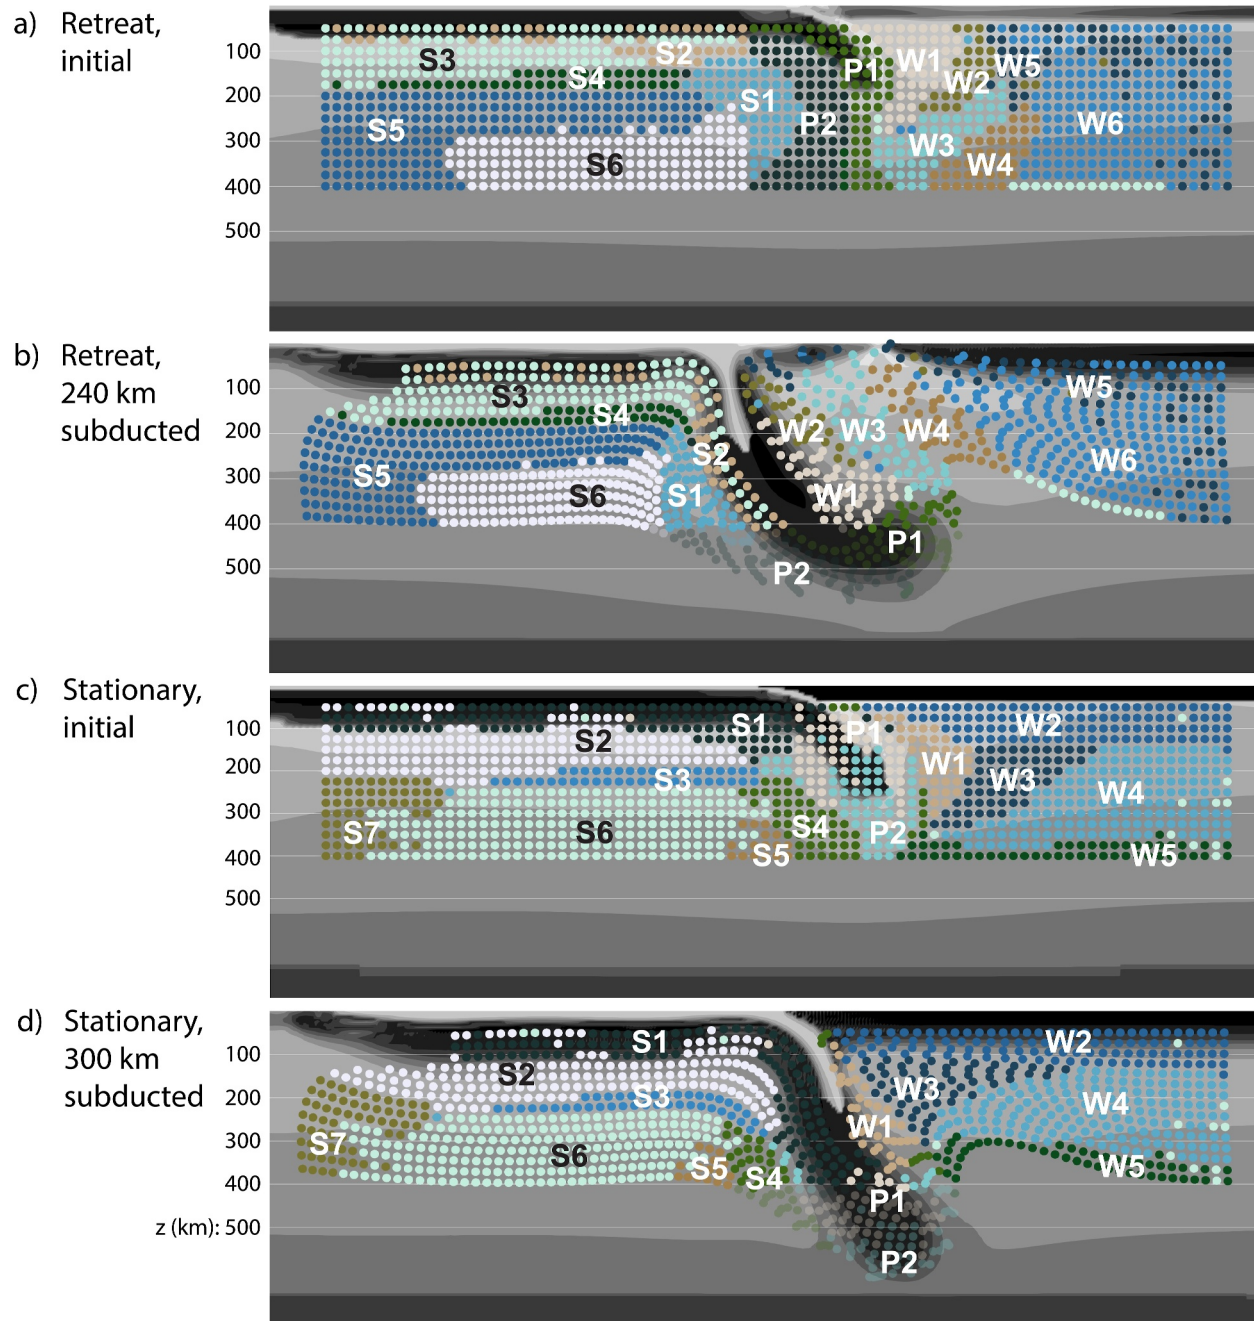 a) Retreat,
initial
100
200
300
400
500
S3
S2
S4
S1
S5
S6
P2
P1
W1
W2
W5
W3
W4
W6
b) Retreat,
240 km
subducted
100
200
300
400
500
S3
S4
S2
S5
S6
S1
P2
P1
W2
W3
W4
W1
W5
W6
c) Stationary,
initial
100
200
300
400
500
S1
S2
S3
S7
S6
S4
S5
P1
P2
W1
W2
W3
W4
W5
d) Stationary,
300 km
subducted
100
200
300
400
z (km): 500
S1
S2
S3
S7
S6
S5
S4
P1
P2
W1
W2
W3
W4
W5